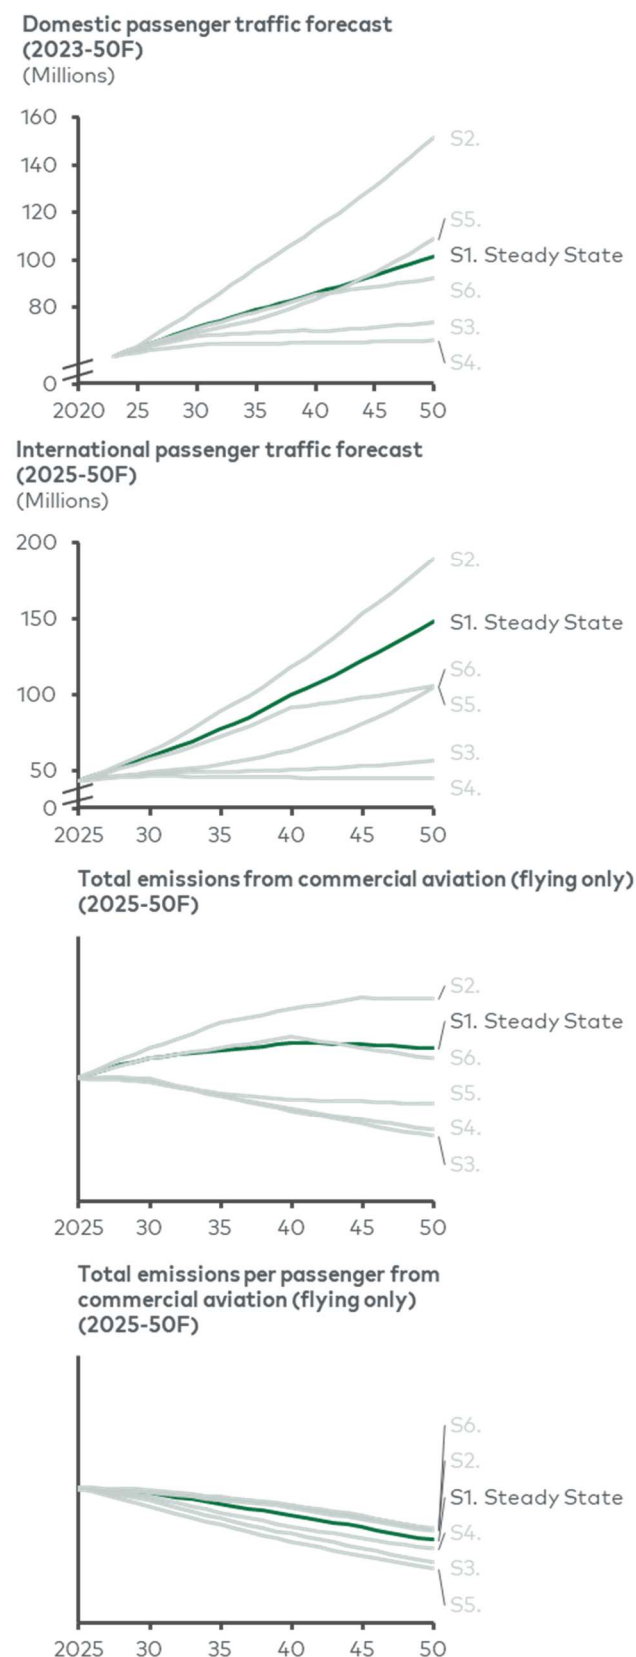 Domestic passenger traffic forecast
(2023-50F)
(Millions)
160
140
120
100
80
0
S2.
S5.
S1. Steady State
S6.
S3.
S4.
2020 25 30 35 40 45 50
International passenger traffic forecast
(2025-50F)
(Millions)
200
150
100
50
0
S2.
S1. Steady State
S6.
S5.
S3.
S4.
2025 30 35 40 45 50
Total emissions from commercial aviation (flying only)
(2025-50F)
S2.
S1. Steady State
S6.
S5.
S4.
S3.
2025 30 35 40 45 50
Total emissions per passenger from
commercial aviation (flying only)
(2025-50F)
S6.
S2.
S1. Steady State
S4.
S3.
S5.
2025 30 35 40 45 50